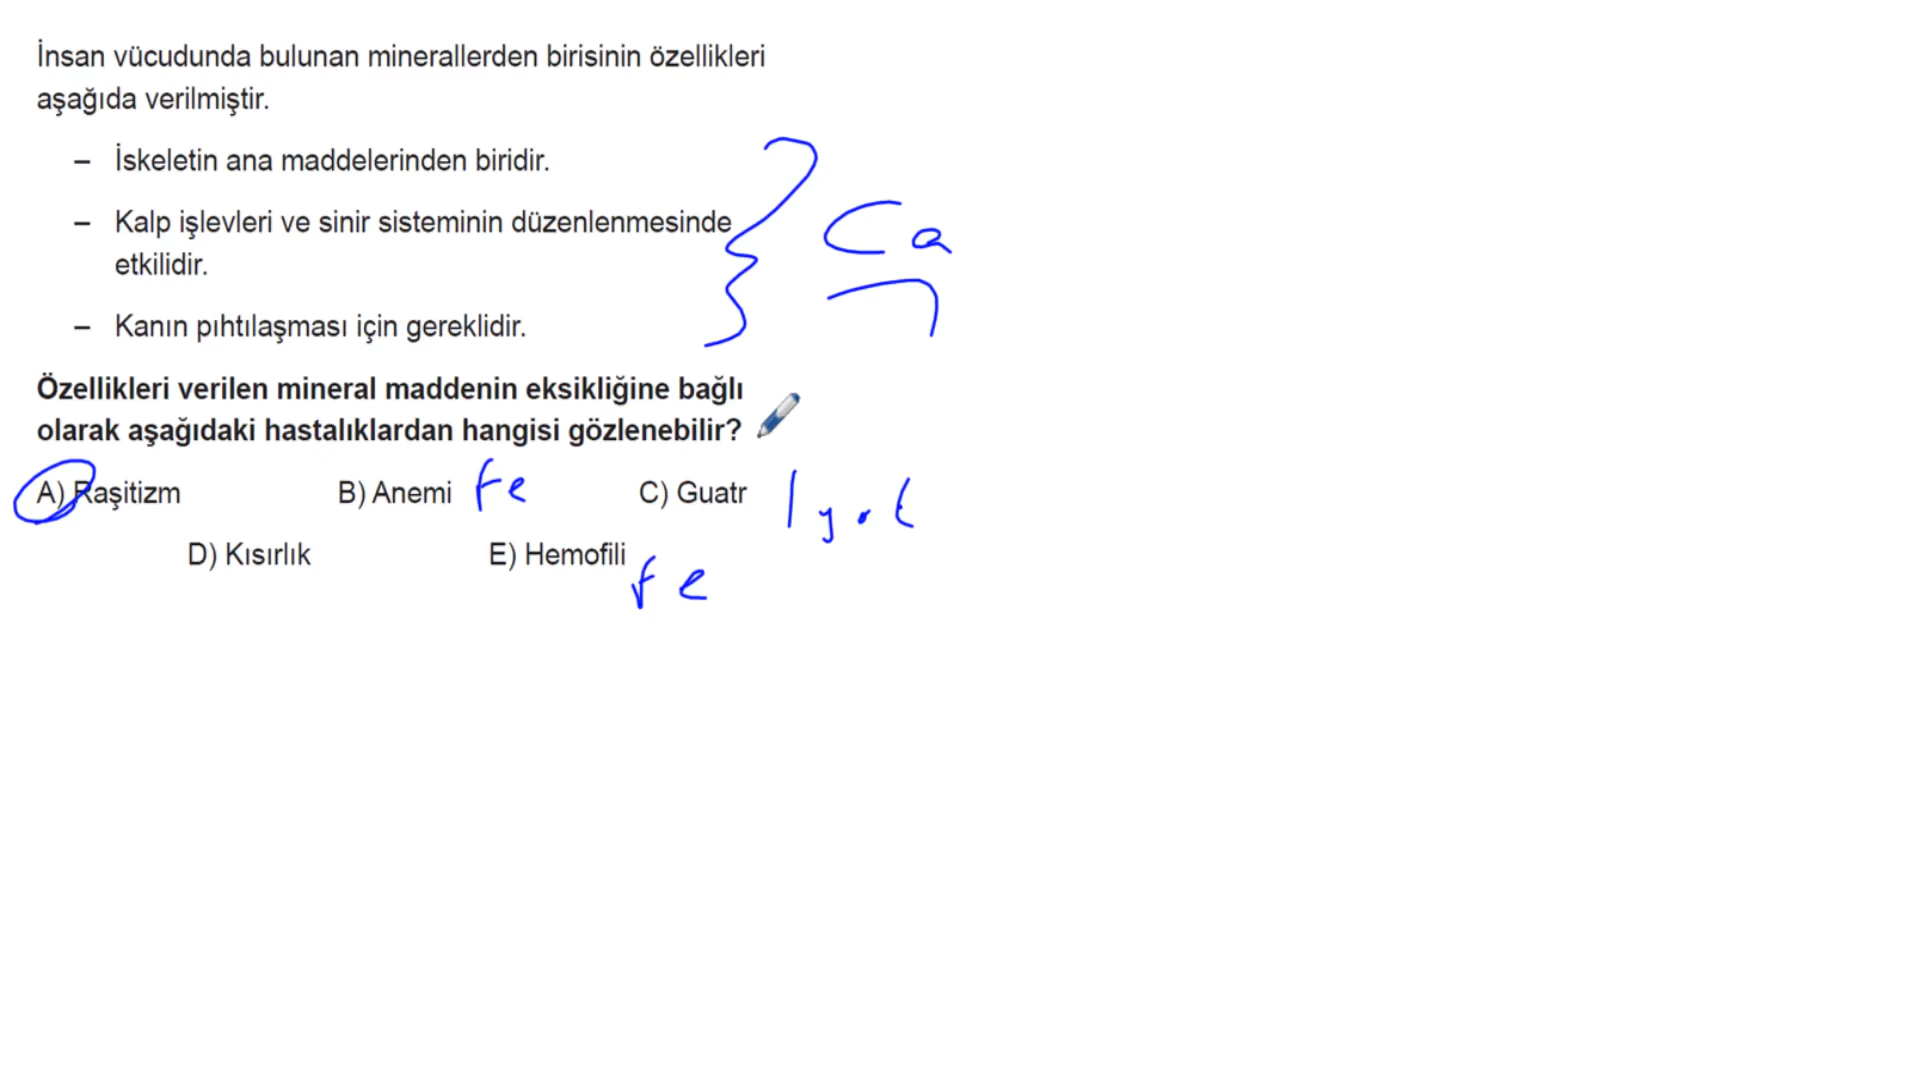 İnsan vücudunda bulunan minerallerden birisinin özellikleri
aşağıda verilmiştir.
– İskeletin ana maddelerinden biridir.
– Kalp işlevleri ve sinir sisteminin düzenlenmesinde
etkilidir.
Ca
– Kanın pıhtılaşması için gereklidir.
Özellikleri verilen mineral maddenin eksikliğine bağlı
olarak aşağıdaki hastalıklardan hangisi gözlenebilir?
A) Raşitizm B) Anemi Fe C) Guatr Iyot
D) Kısırlık E) Hemofili Fe